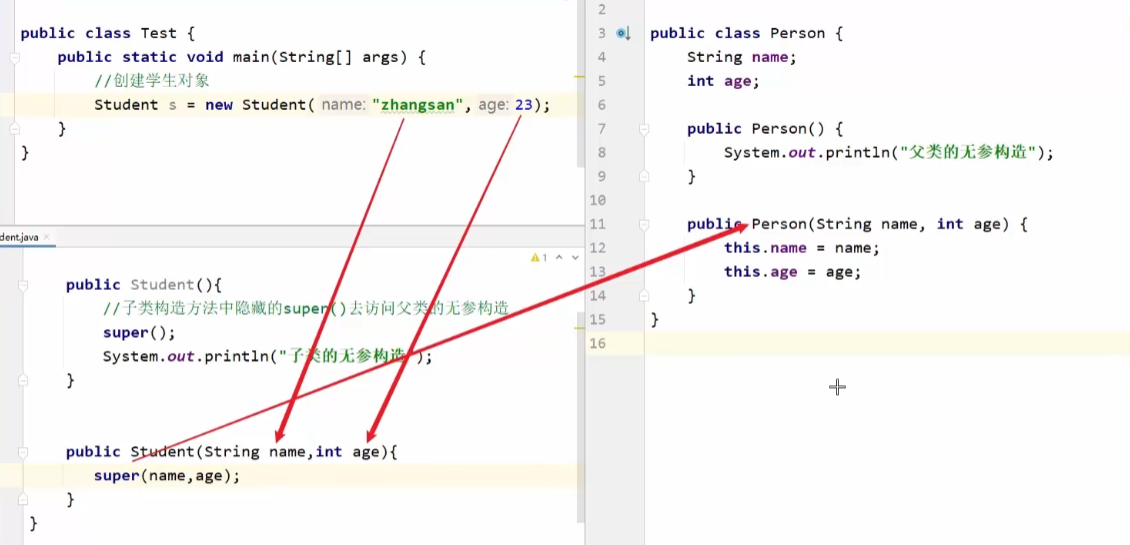 public class Test {
public static void main(String[] args) {
//创建学生对象
Student s = new Student( name: "zhangsan", age: 23);
}
}
dent.java
1
public Student(){
//子类构造方法中隐藏的super()去访问父类的无参构造
super();
System.out.println("子类的无参构造");
}
public Student(String name,int age){
super(name,age);
}
}
2
3 public class Person {
4 String name;
5 int age;
6
7 public Person() {
8 System.out.println("父类的无参构造");
9 }
10
11 public Person(String name, int age) {
12 this.name = name;
13 this.age = age;
14 }
15 }
16